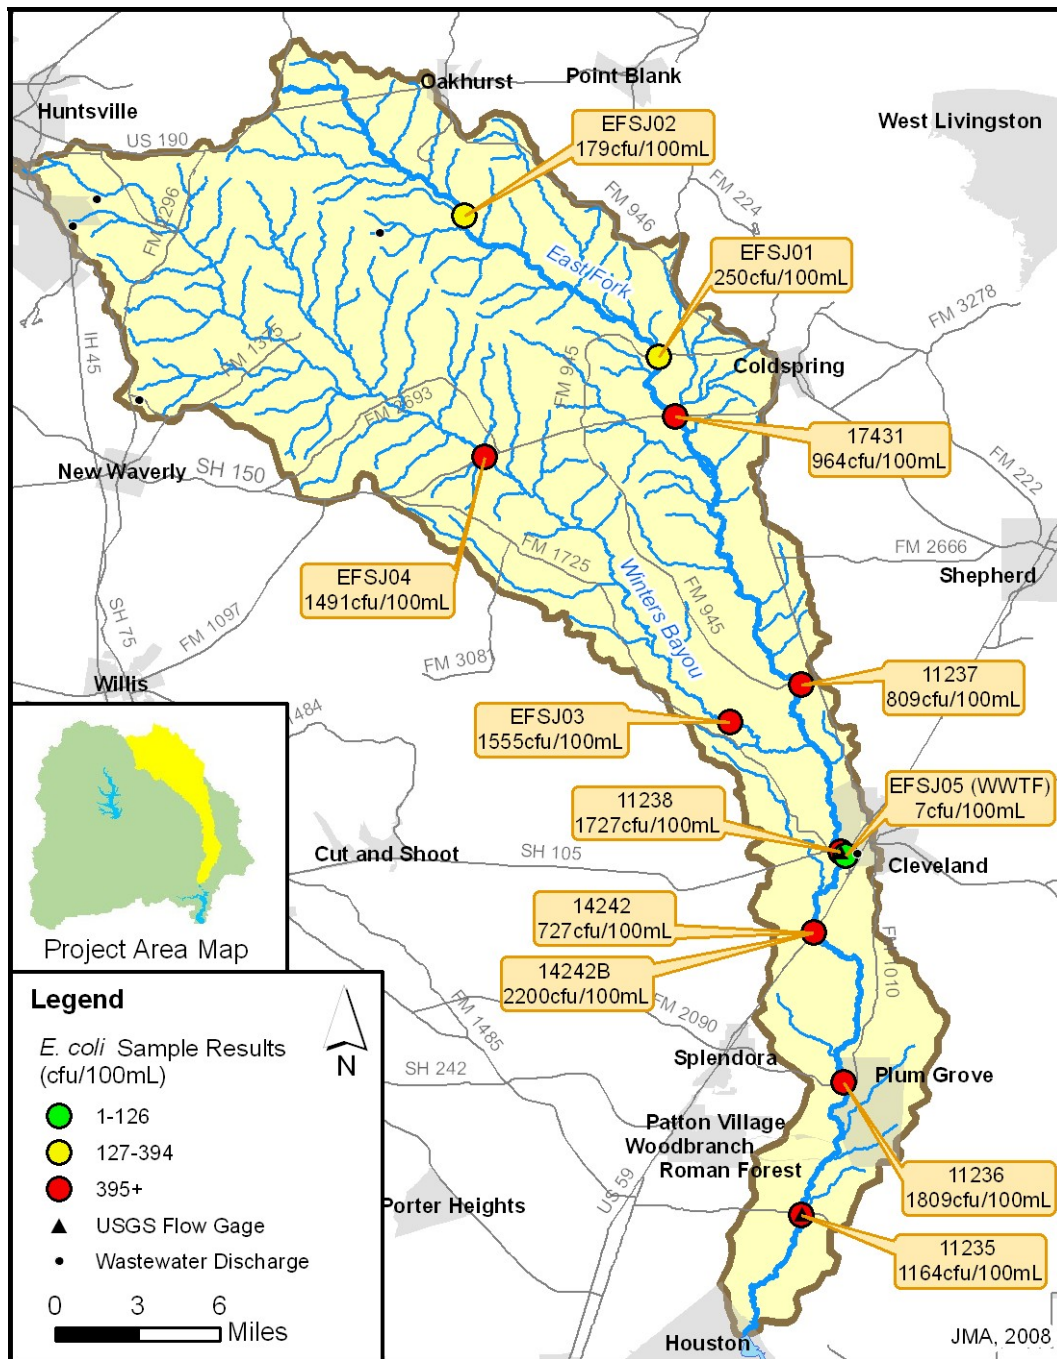 Oakhurst
Point Blank
Huntsville
EFSJ02
179cfu/100mL
West Livingston
US 190
FM 2296
FM 946
FM 224
EFSJ01
250cfu/100mL
East Fork
FM 3278
IH 45
FM 1375
FM 945
Coldspring
FM 2693
17431
964cfu/100mL
New Waverly
SH 150
FM 222
FM 1725
FM 2666
EFSJ04
1491cfu/100mL
Shepherd
Winters Bayou
FM 945
SH 75
FM 1097
FM 3081
11237
809cfu/100mL
Willis
1484
EFSJ03
1555cfu/100mL
EFSJ05 (WWTF)
7cfu/100mL
11238
1727cfu/100mL
Cut and Shoot
SH 105
Cleveland
14242
727cfu/100mL
Project Area Map
14242B
2200cfu/100mL
FM 1010
Legend
FM 1485
FM 2090
E. coli Sample Results
(cfu/100mL)
N
Splendora
SH 242
Plum Grove
1-126
Patton Village
127-394
Woodbranch
Roman Forest
395+
11236
1809cfu/100mL
US 59
Porter Heights
USGS Flow Gage
Wastewater Discharge
11235
1164cfu/100mL
0 3 6
Miles
Houston
JMA, 2008